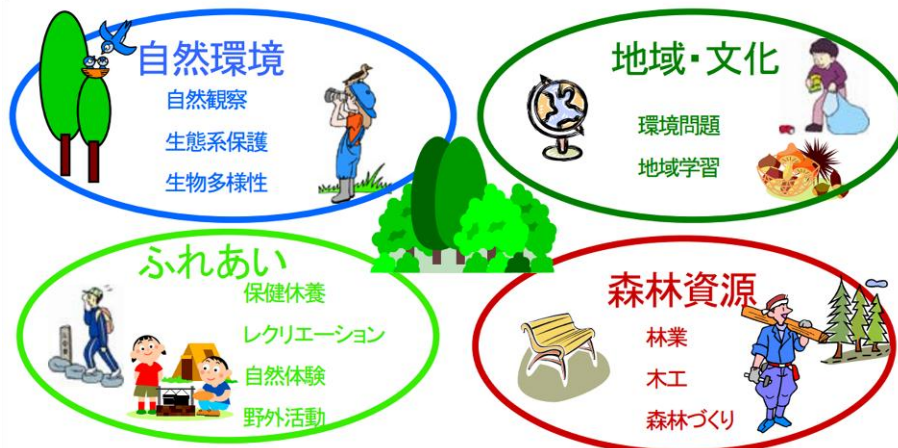 自然環境
自然観察
生態系保護
生物多様性
地域・文化
環境問題
地域学習
ふれあい
保健休養
レクリエーション
自然体験
野外活動
森林資源
林業
木工
森林づくり